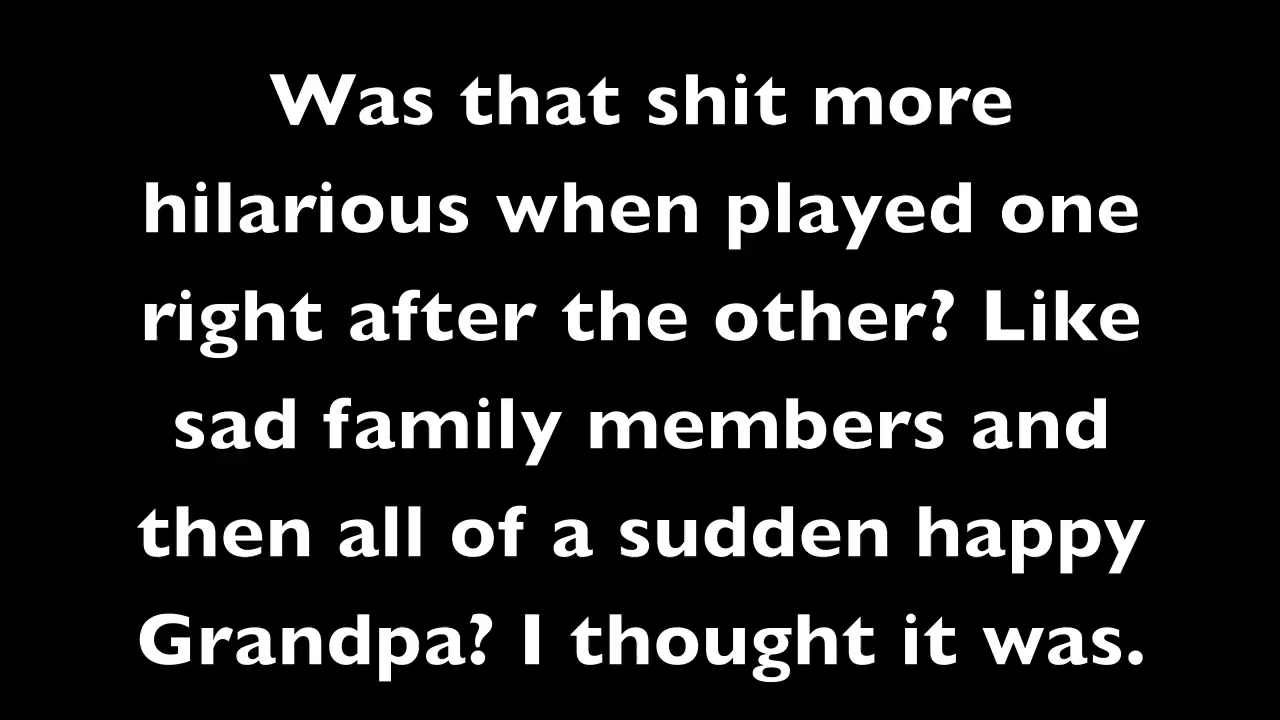 Was that shit more
hilarious when played one
right after the other? Like
sad family members and
then all of a sudden happy
Grandpa? I thought it was.